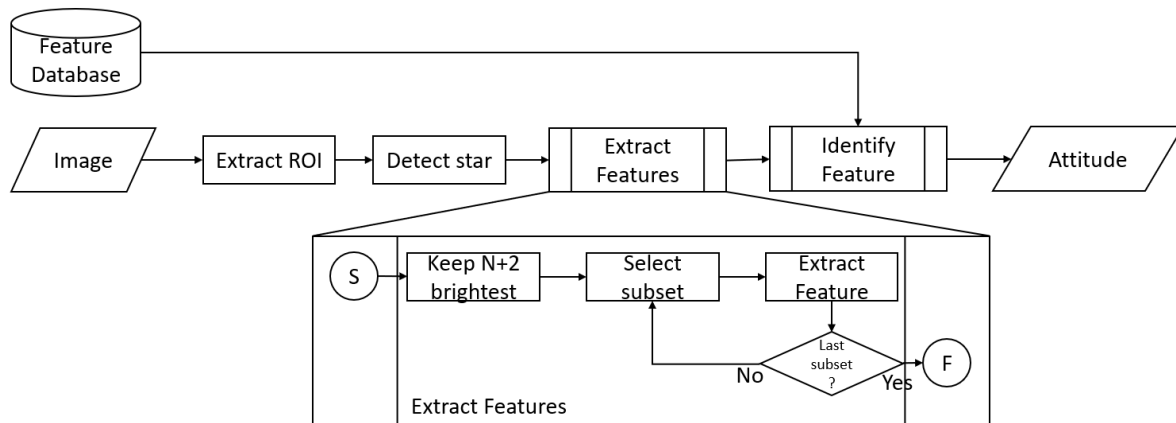 Feature
Database
Image
Extract ROI
Detect star
Extract
Features
Identify
Feature
Attitude
S
Keep N+2
brightest
Select
subset
Extract
Feature
Last
subset
?
No
Yes
F
Extract Features